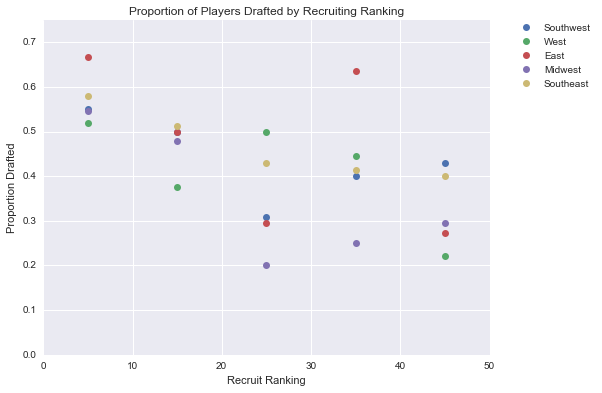 Proportion of Players Drafted by Recruiting Ranking
Southwest
West
East
Midwest
Southeast
Proportion Drafted
0.7
0.6
0.5
0.4
0.3
0.2
0.1
0.0
0 10 20 30 40 50
Recruit Ranking